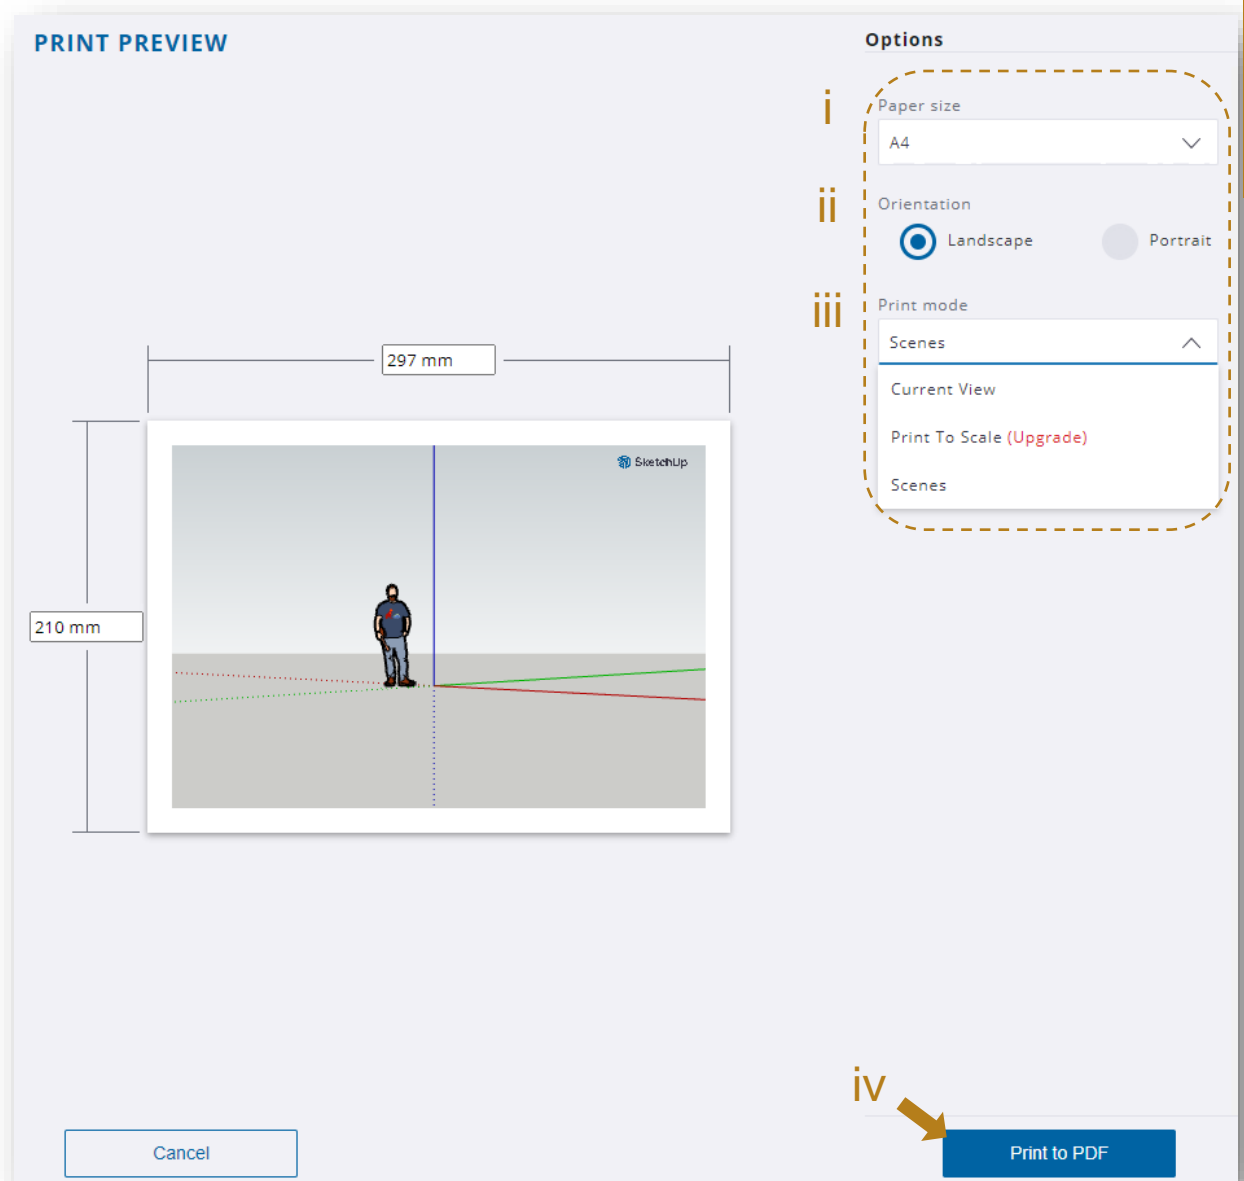 PRINT PREVIEW
Options
i
Paper size
A4
ii
Orientation
Landscape
Portrait
iii
Print mode
Scenes
Current View
Print To Scale (Upgrade)
Scenes
297 mm
SketchUp
210 mm
iv
Cancel
Print to PDF